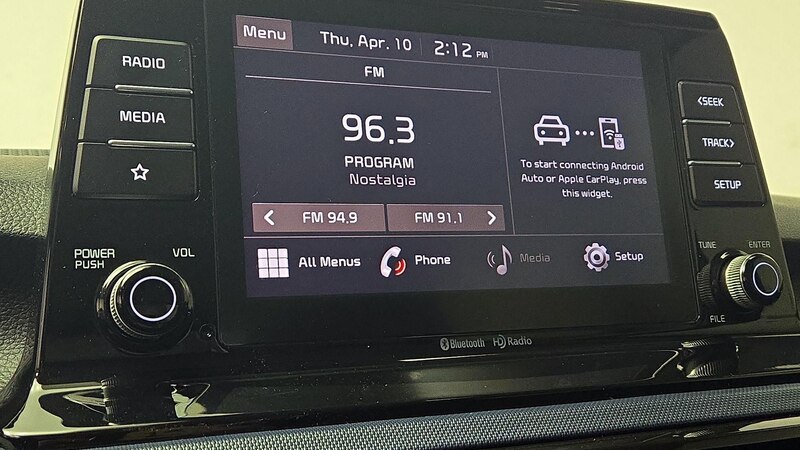 RADIO
MEDIA
POWER
PUSH
VOL
Menu
Thu, Apr. 10
2:12 PM
FM
96.3
PROGRAM
Nostalgia
FM 94.9
FM 91.1
To start connecting Android
Auto or Apple CarPlay, press
this widget.
All Menus
Phone
Media
Setup
Bluetooth
HD Radio
<SEEK
TRACK>
SETUP
TUNE
ENTER
FILE